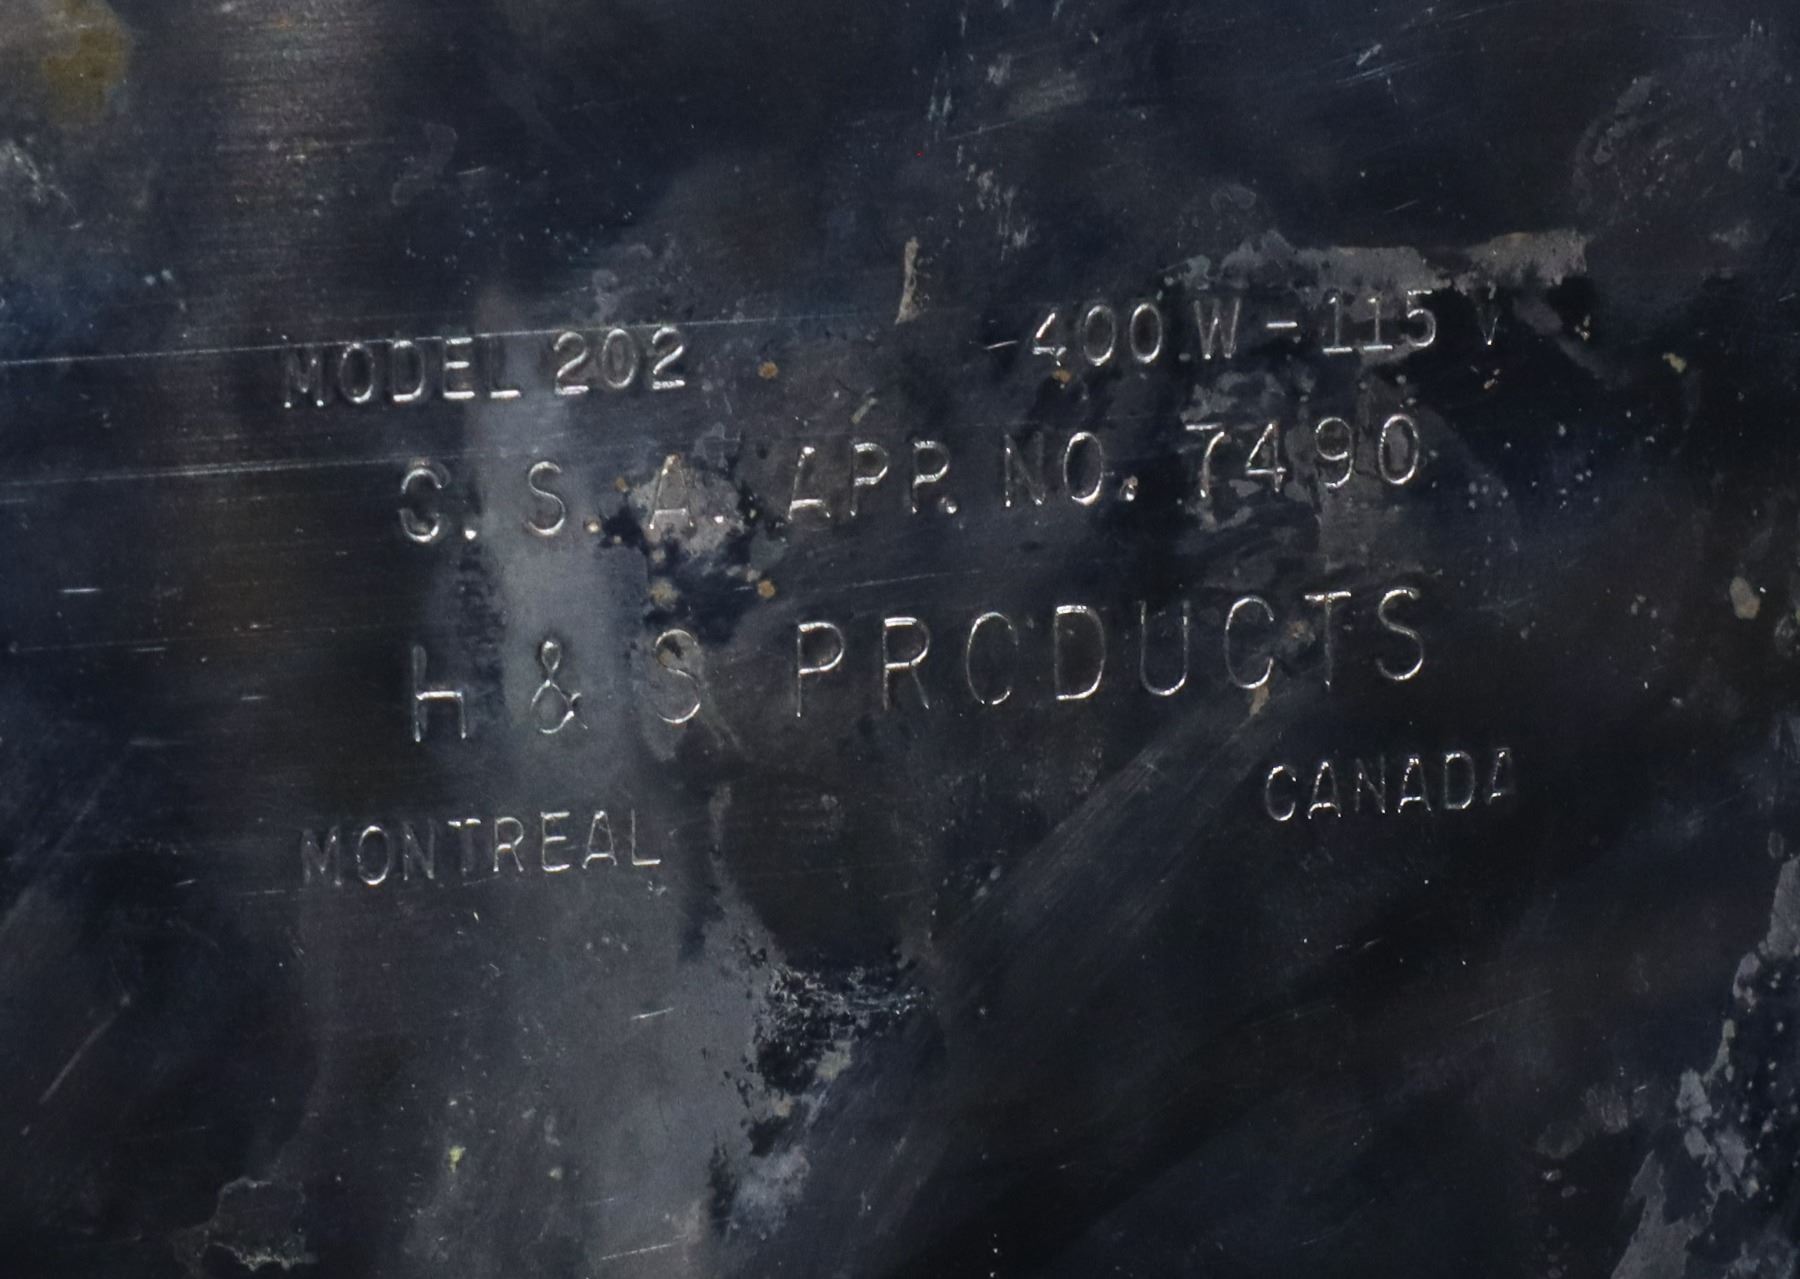 MODEL 202 400 W - 115 V
C. S. A. APP. NO. 7490
H & S PRODUCTS
MONTREAL CANADA